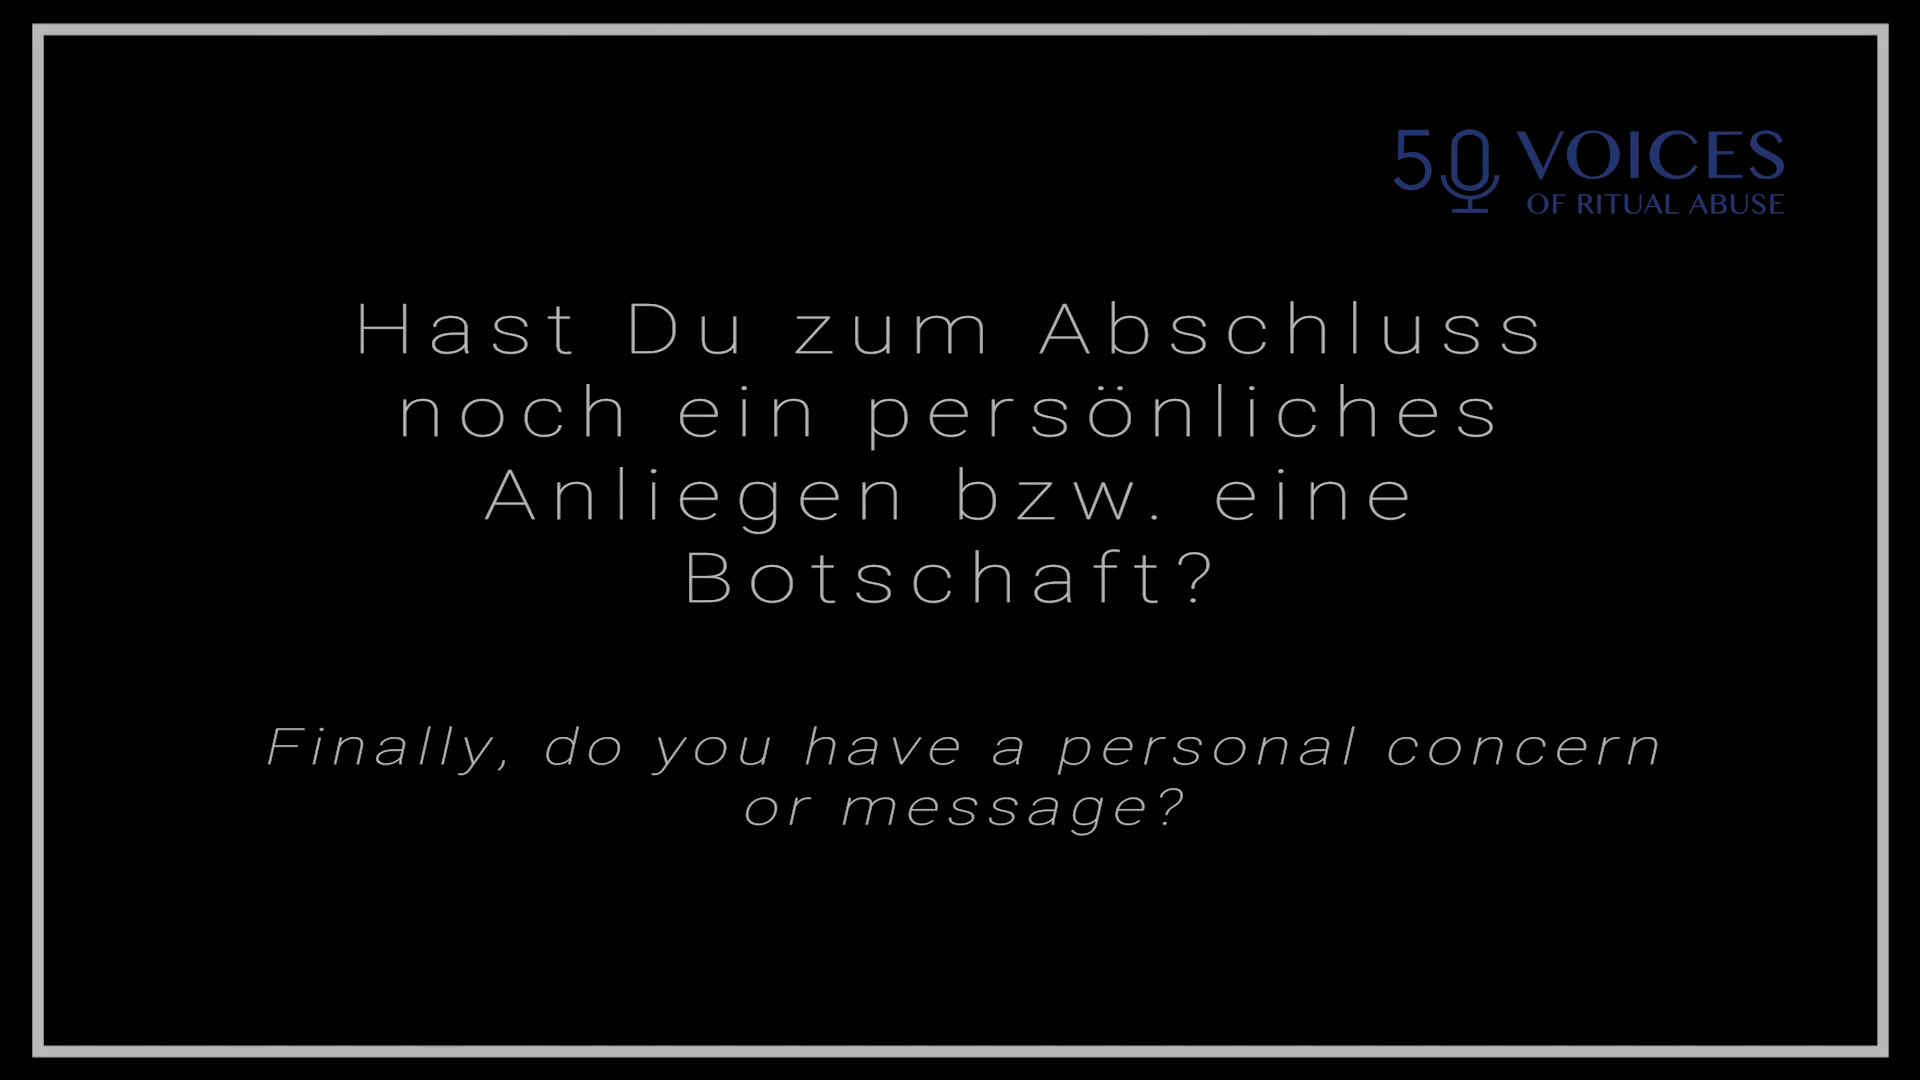 50 VOICES
OF RITUAL ABUSE
Hast Du zum Abschluss
noch ein persönliches
Anliegen bzw. eine
Botschaft?
Finally, do you have a personal concern
or message?